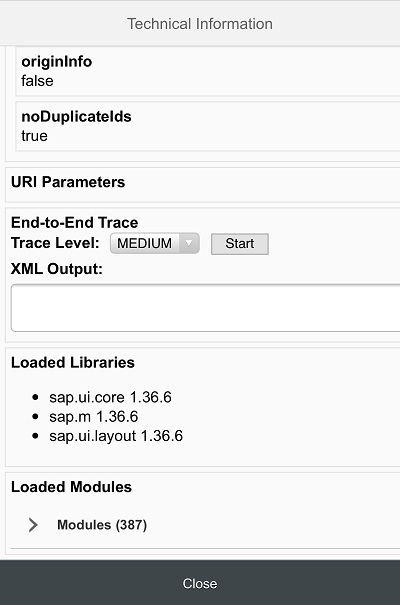 Technical Information
originInfo
false
noDuplicateIds
true
URI Parameters
End-to-End Trace
Trace Level: MEDIUM Start
XML Output:
Loaded Libraries
sap.ui.core 1.36.6
sap.m 1.36.6
sap.ui.layout 1.36.6
Loaded Modules
Modules (387)
Close